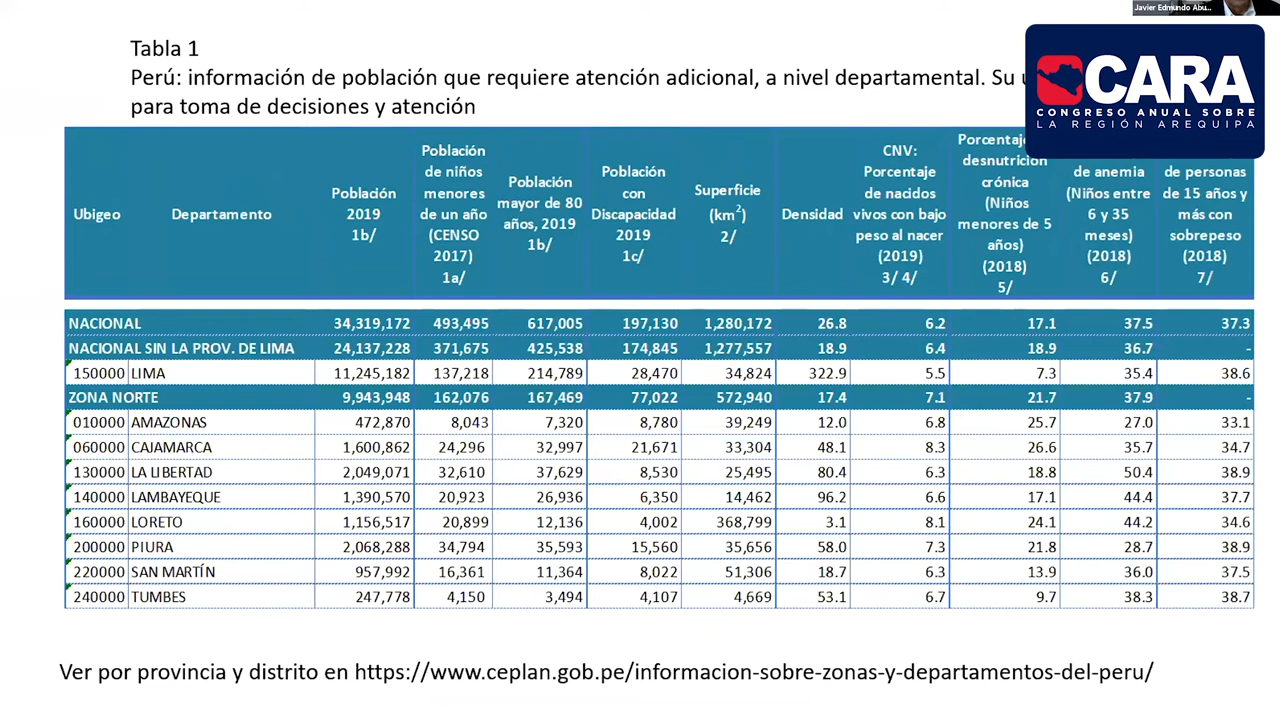 Javier Edmundo Abu...
CARA
CONGRESO ANUAL SOBRE
LA REGIÓN AREQUIPA
Tabla 1
Perú: información de población que requiere atención adicional, a nivel departamental. Su
para toma de decisiones y atención
Ubigeo Departamento Población 2019 1b/ Población de niños menores de un año (CENSO 2017) 1a/ Población mayor de 80 años, 2019 1b/ Población con Discapacidad 2019 1c/ Superficie (km2) 2/ Densidad CNV: Porcentaje de nacidos vivos con bajo peso al nacer (2019) 3/ 4/ Porcentaje desnutrición crónica (Niños menores de 5 años) (2018) 5/ de anemia (Niños entre 6 y 35 meses) (2018) 6/ de personas de 15 años y más con sobrepeso (2018) 7/
NACIONAL 34,319,172 493,495 617,005 197,130 1,280,172 26.8 6.2 17.1 37.5 37.3
NACIONAL SIN LA PROV. DE LIMA 24,137,228 371,675 425,538 174,845 1,277,557 18.9 6.4 18.9 36.7 -
150000 LIMA 11,245,182 137,218 214,789 28,470 34,824 322.9 5.5 7.3 35.4 38.6
ZONA NORTE 9,943,948 162,076 167,469 77,022 572,940 17.4 7.1 21.7 37.9 -
010000 AMAZONAS 472,870 8,043 7,320 8,780 39,249 12.0 6.8 25.7 27.0 33.1
060000 CAJAMARCA 1,600,862 24,296 32,997 21,671 33,304 48.1 8.3 26.6 35.7 34.7
130000 LA LIBERTAD 2,049,071 32,610 37,629 8,530 25,495 80.4 6.3 18.8 50.4 38.9
140000 LAMBAYEQUE 1,390,570 20,923 26,936 6,350 14,462 96.2 6.6 17.1 44.4 37.7
160000 LORETO 1,156,517 20,899 12,136 4,002 368,799 3.1 8.1 24.1 44.2 34.6
200000 PIURA 2,068,288 34,794 35,593 15,560 35,656 58.0 7.3 21.8 28.7 38.9
220000 SAN MARTÍN 957,992 16,361 11,364 8,022 51,306 18.7 6.3 13.9 36.0 37.5
240000 TUMBES 247,778 4,150 3,494 4,107 4,669 53.1 6.7 9.7 38.3 38.7
Ver por provincia y distrito en https://www.ceplan.gob.pe/informacion-sobre-zonas-y-departamentos-del-peru/